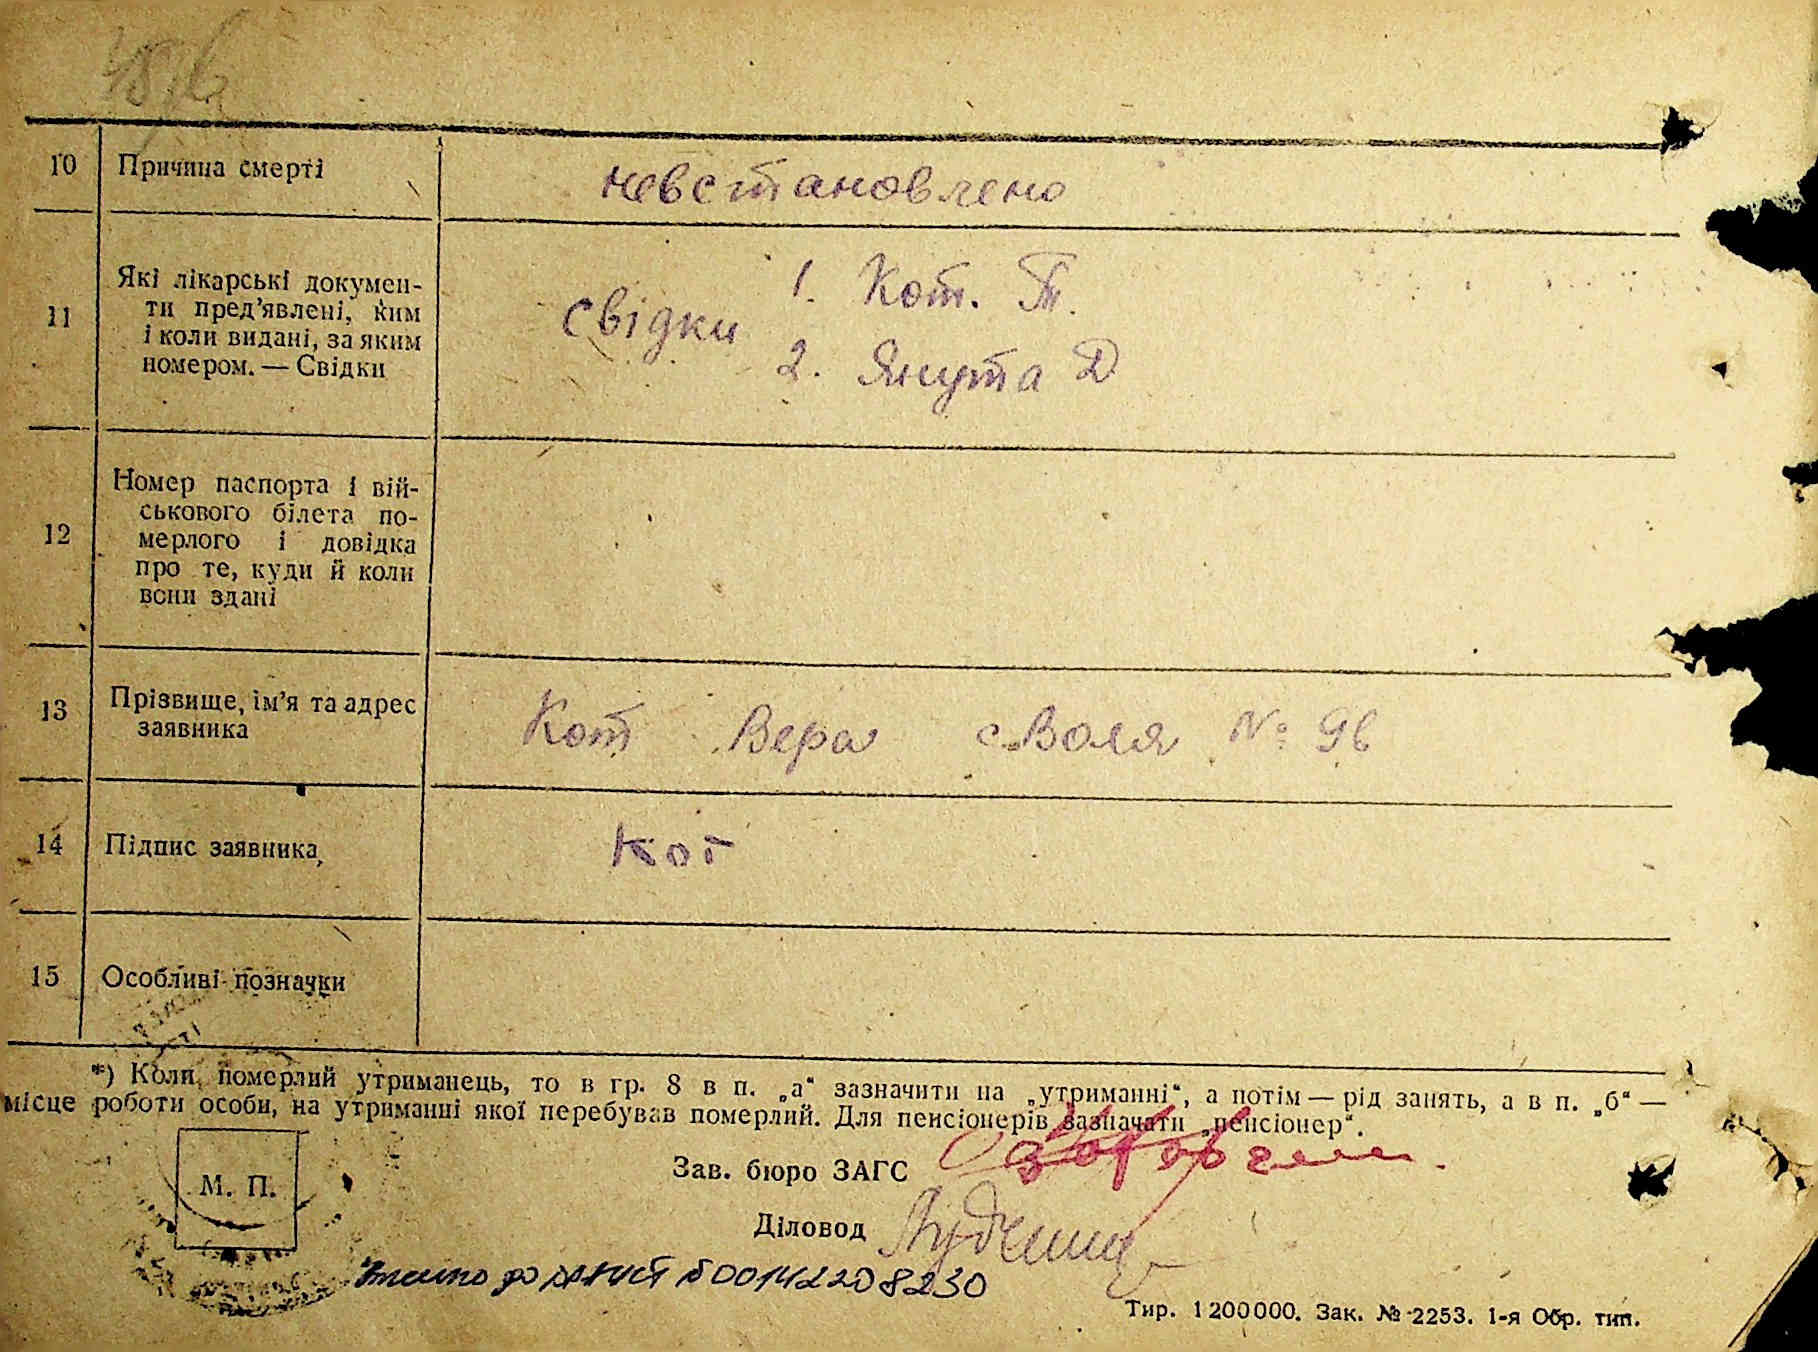 10 Причина смерті невстановлено
11 Які лікарські докумен-
ти пред’явлені, ким
і коли видані, за яким
номером. — Свідки
свідки 1. Кот. Т.
2. Янута Д
12 Номер паспорта і вій-
ськового білета по-
мерлого і довідка
про те, куди й коли
вони здані
13 Прізвище, ім’я та адрес
заявника
Кот Вера с. Воля № 96
14 Підпис заявника Кот
15 Особливі позначки
*) Коли померлий утриманець, то в гр. 8 в п. „а“ зазначити на „утриманні“, а потім — рід занять, а в п. „б“ —
місце роботи особи, на утриманні якої перебував померлий. Для пенсіонерів зазначати „пенсіонер“.
М. П.
Зав. бюро ЗАГС
Діловод
до 00142208230
Тир. 1200000. Зак. № 2253. 1-я Обр. тип.